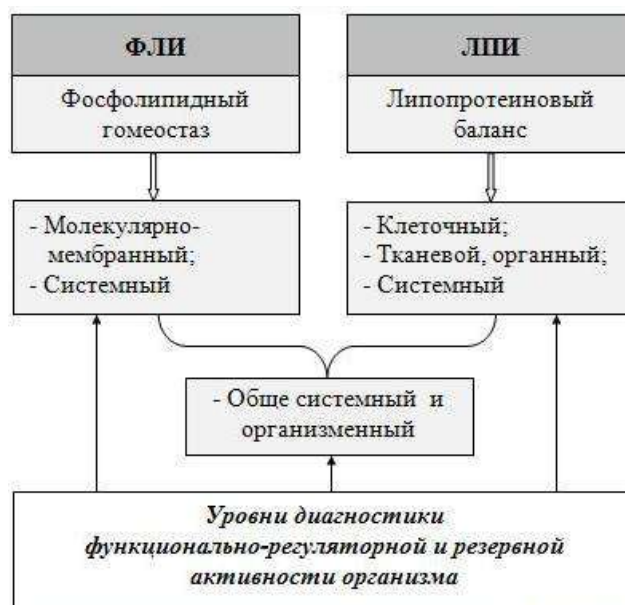 ФЛИ
Фосфолипидный
гомеостаз
ЛПИ
Липопротеиновый
баланс
- Молекулярно-
мембранный;
- Системный
- Клеточный;
- Тканевой, органный;
- Системный
- Обще системный и
организменный
Уровни диагностики
функционально-регуляторной и резервной
активности организма